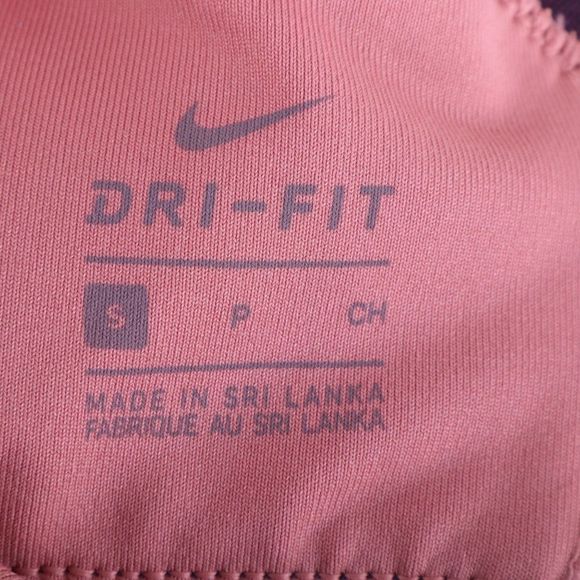 DRI-FIT
S P CH
MADE IN SRI LANKA
FABRIQUE AU SRI LANKA